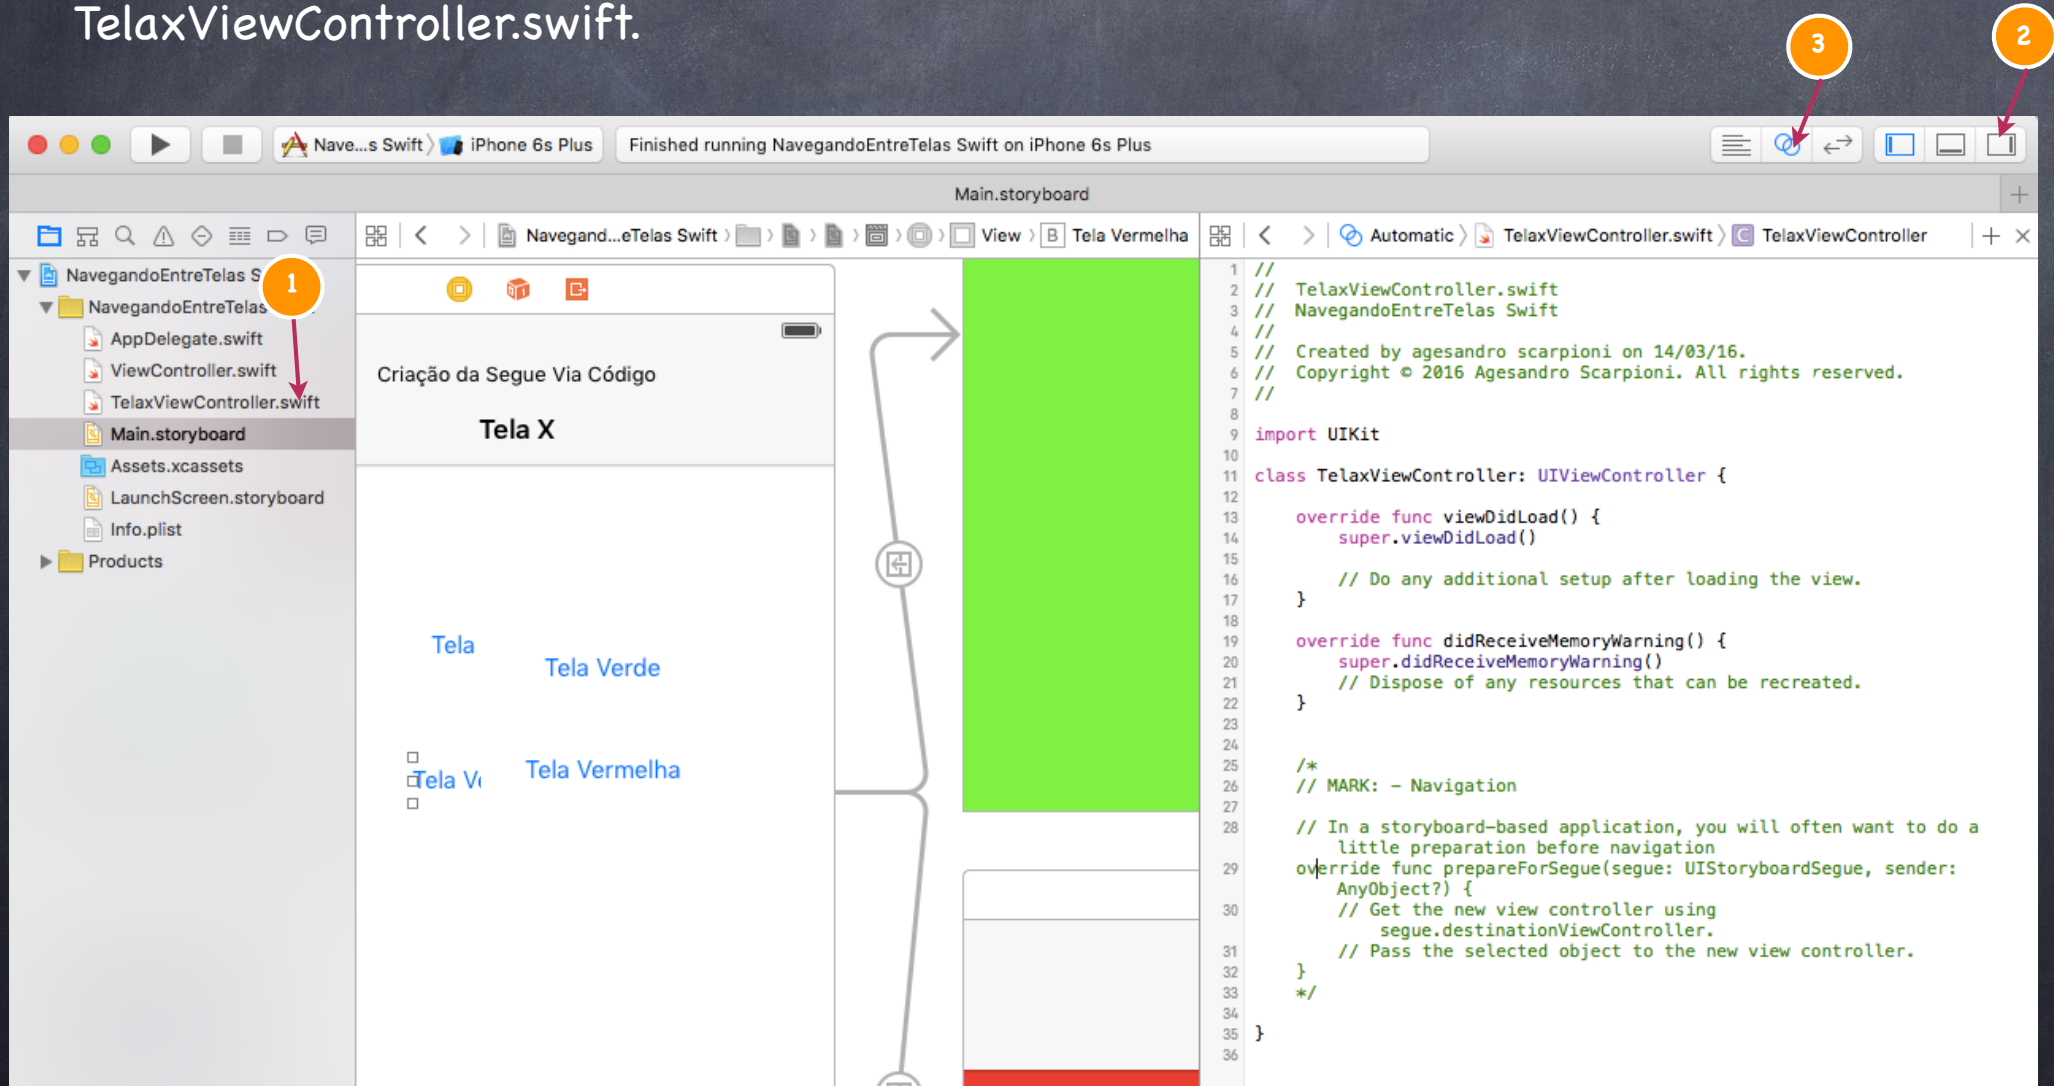 TelaxViewController.swift.
3
2
Nave...s Swift
iPhone 6s Plus
Finished running NavegandoEntreTelas Swift on iPhone 6s Plus
Main.storyboard
Navegand...eTelas Swift
View
B
Tela Vermelha
Automatic
TelaxViewController.swift
C
TelaxViewController
NavegandoEntreTelas S
1
NavegandoEntreTelas
AppDelegate.swift
ViewController.swift
TelaxViewController.swift
Main.storyboard
Assets.xcassets
LaunchScreen.storyboard
Info.plist
Products
Criação da Segue Via Código
Tela X
Tela
Tela Verde
Tela Ve
Tela Vermelha
1 //
2 // TelaxViewController.swift
3 // NavegandoEntreTelas Swift
4 //
5 // Created by agesandro scarpioni on 14/03/16.
6 // Copyright © 2016 Agesandro Scarpioni. All rights reserved.
7 //
8
9 import UIKit
10
11 class TelaxViewController: UIViewController {
12
13 override func viewDidLoad() {
14 super.viewDidLoad()
15
16 // Do any additional setup after loading the view.
17 }
18
19 override func didReceiveMemoryWarning() {
20 super.didReceiveMemoryWarning()
21 // Dispose of any resources that can be recreated.
22 }
23
24
25 /*
26 // MARK: - Navigation
27
28 // In a storyboard-based application, you will often want to do a
little preparation before navigation
29 override func prepareForSegue(segue: UIStoryboardSegue, sender:
AnyObject?) {
30 // Get the new view controller using
segue.destinationViewController.
31 // Pass the selected object to the new view controller.
32 }
33 */
34
35 }
36